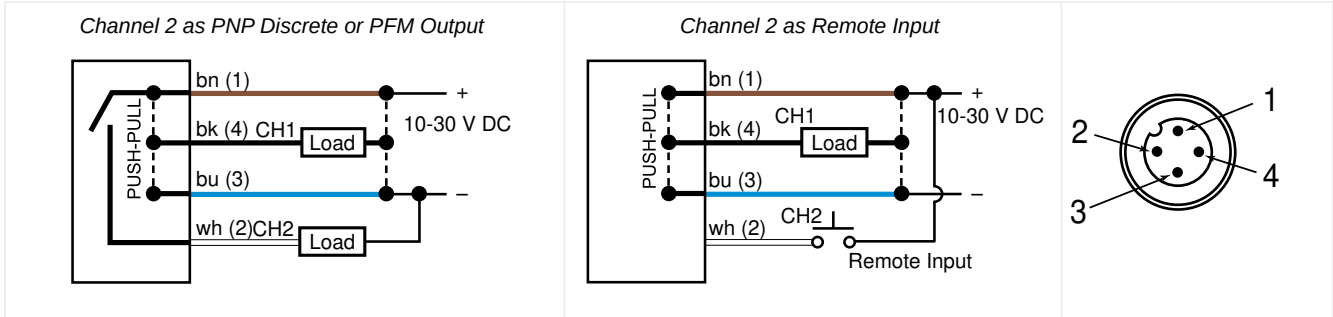 Channel 2 as PNP Discrete or PFM Output
bn (1)
+
10-30 V DC
PUSH-PULL
bk (4) CH1
Load
bu (3)
–
wh (2)CH2
Load
Channel 2 as Remote Input
bn (1)
+
10-30 V DC
PUSH-PULL
CH1
bk (4)
Load
bu (3)
–
CH2
wh (2)
Remote Input
1
2
4
3